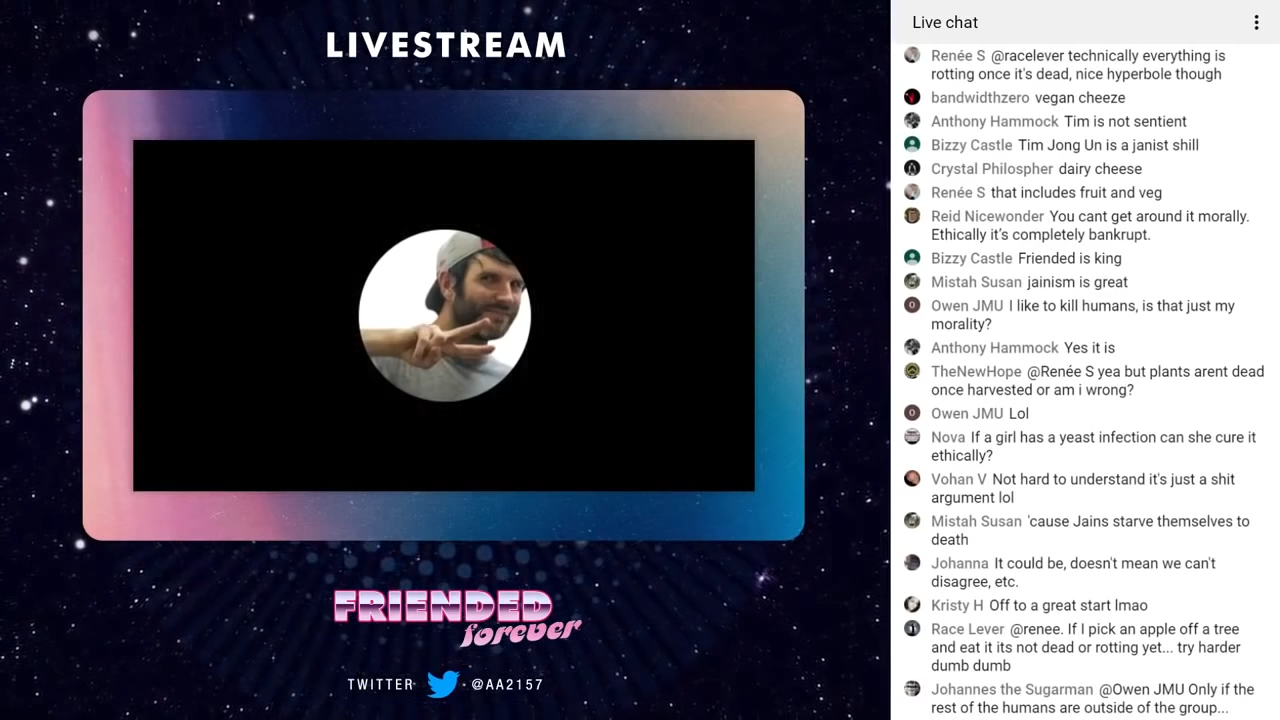 LIVESTREAM
FRIENDED
forever
TWITTER
@AA2157
Live chat
Renée S @racelever technically everything is
rotting once it's dead, nice hyperbole though
bandwidthzero vegan cheeze
Anthony Hammock Tim is not sentient
Bizzy Castle Tim Jong Un is a janist shill
Crystal Philospher dairy cheese
Renée S that includes fruit and veg
Reid Nicewonder You cant get around it morally.
Ethically it's completely bankrupt.
Bizzy Castle Friended is king
Mistah Susan jainism is great
O
Owen JMU I like to kill humans, is that just my
morality?
Anthony Hammock Yes it is
TheNewHope @Renée S yea but plants arent dead
once harvested or am i wrong?
O
Owen JMU Lol
Nova If a girl has a yeast infection can she cure it
ethically?
Vohan V Not hard to understand it's just a shit
argument lol
Mistah Susan 'cause Jains starve themselves to
death
Johanna It could be, doesn't mean we can't
disagree, etc.
Kristy H Off to a great start lmao
Race Lever @renee. If I pick an apple off a tree
and eat it its not dead or rotting yet... try harder
dumb dumb
Johannes the Sugarman @Owen JMU Only if the
rest of the humans are outside of the group...